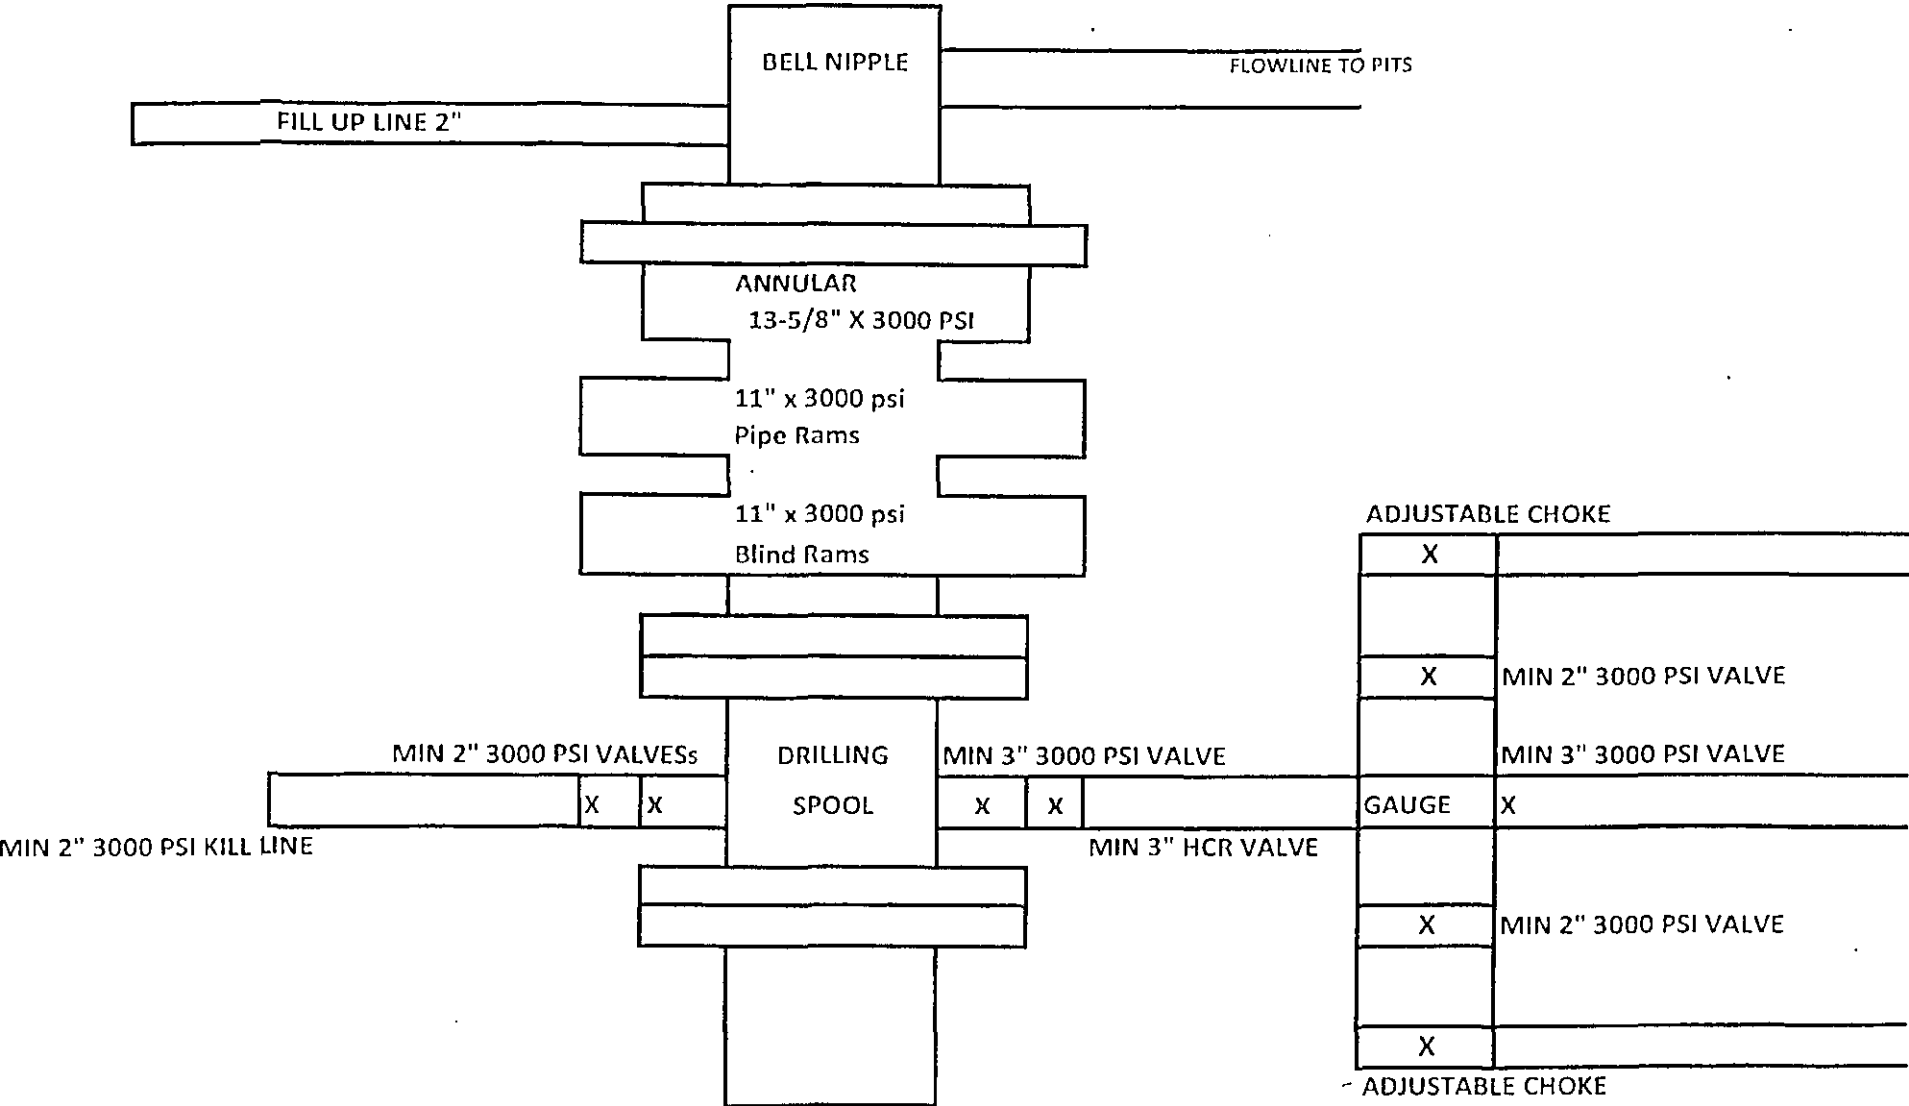 BELL NIPPLE
FLOWLINE TO PITS
FILL UP LINE 2"
ANNULAR
13-5/8" X 3000 PSI
11" x 3000 psi
Pipe Rams
11" x 3000 psi
Blind Rams
ADJUSTABLE CHOKE
X
X
MIN 2" 3000 PSI VALVE
MIN 2" 3000 PSI VALVESs
DRILLING
MIN 3" 3000 PSI VALVE
MIN 3" 3000 PSI VALVE
X
X
SPOOL
X
X
GAUGE
X
MIN 2" 3000 PSI KILL LINE
MIN 3" HCR VALVE
X
MIN 2" 3000 PSI VALVE
X
ADJUSTABLE CHOKE